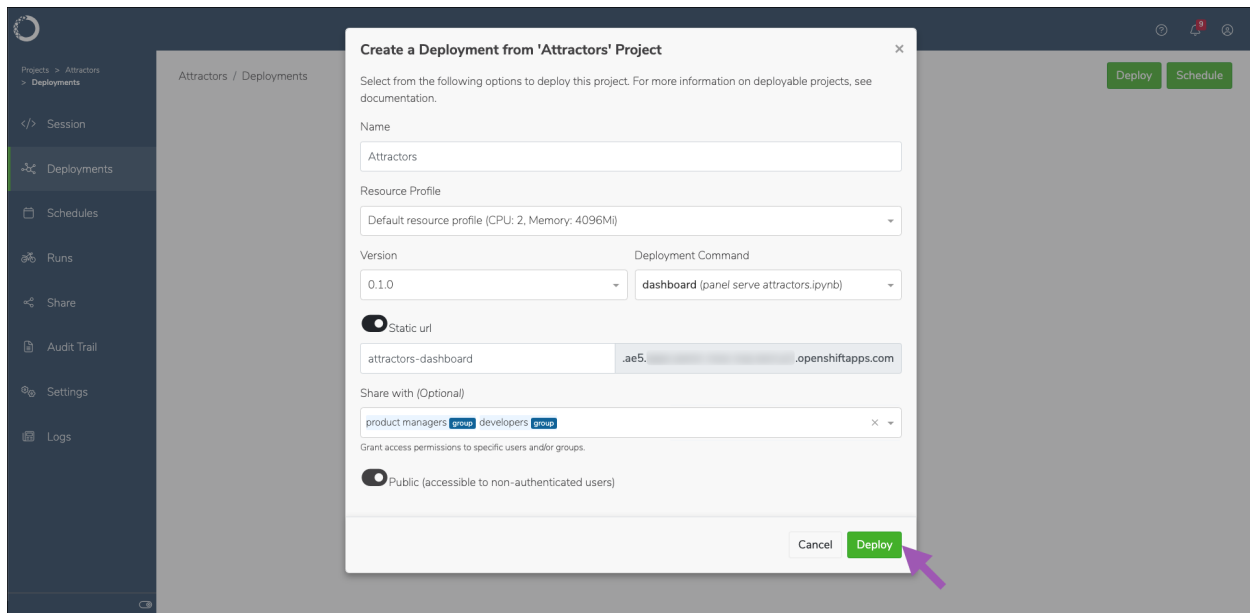 9
Projects > Attractors
> Deployments
Attractors / Deployments
Deploy
Schedule
</> Session
Deployments
Schedules
Runs
Share
Audit Trail
Settings
Logs
Create a Deployment from 'Attractors' Project
×
Select from the following options to deploy this project. For more information on deployable projects, see
documentation.
Name
Attractors
Resource Profile
Default resource profile (CPU: 2, Memory: 4096Mi)
Version
Deployment Command
0.1.0
dashboard (panel serve attractors.ipynb)
Static url
attractors-dashboard
.ae5.
.openshiftapps.com
Share with (Optional)
product managers group developers group
×
Grant access permissions to specific users and/or groups.
Public (accessible to non-authenticated users)
Cancel
Deploy